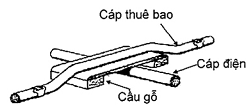 Cáp thuê bao
Cáp điện
Cầu gỗ